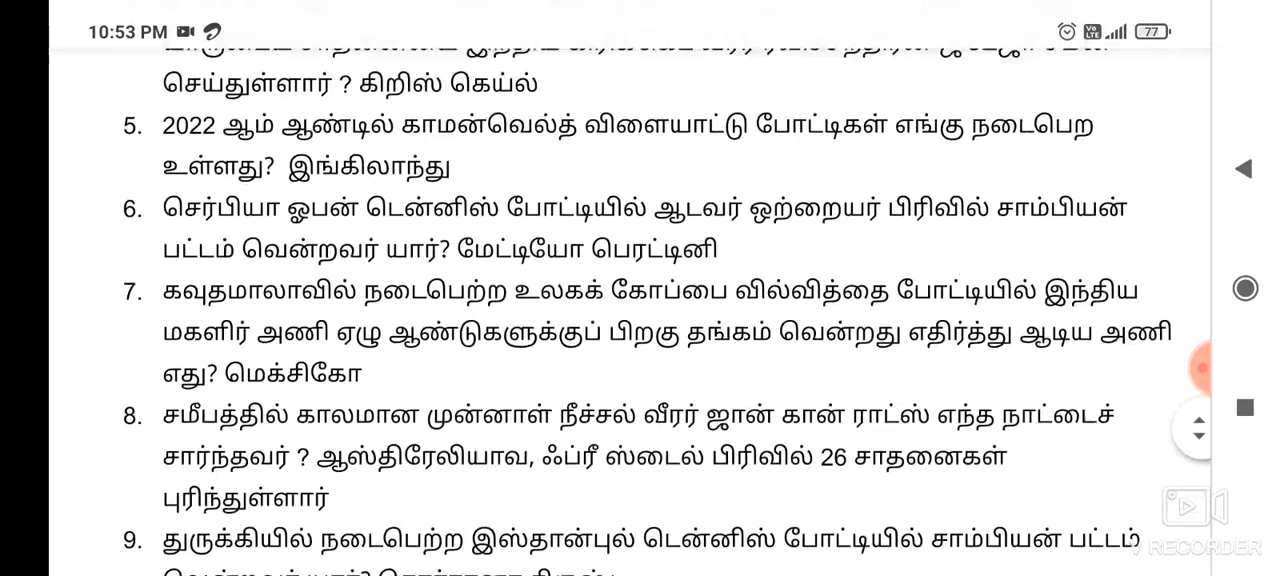 10:53 PM
77
செய்துள்ளார் ? கிறிஸ் கெய்ல்
5. 2022 ஆம் ஆண்டில் காமன்வெல்த் விளையாட்டு போட்டிகள் எங்கு நடைபெற
உள்ளது? இங்கிலாந்து
6. செர்பியா ஓபன் டென்னிஸ் போட்டியில் ஆடவர் ஒற்றையர் பிரிவில் சாம்பியன்
பட்டம் வென்றவர் யார்? மேட்டியோ பெரட்டினி
7. கவுதமாலாவில் நடைபெற்ற உலகக் கோப்பை வில்வித்தை போட்டியில் இந்திய
மகளிர் அணி ஏழு ஆண்டுகளுக்குப் பிறகு தங்கம் வென்றது எதிர்த்து ஆடிய அணி
எது? மெக்சிகோ
8. சமீபத்தில் காலமான முன்னாள் நீச்சல் வீரர் ஜான் கான் ராட்ஸ் எந்த நாட்டைச்
சார்ந்தவர் ? ஆஸ்திரேலியாவ, ஃப்ரீ ஸ்டைல் பிரிவில் 26 சாதனைகள்
புரிந்துள்ளார்
9. துருக்கியில் நடைபெற்ற இஸ்தான்புல் டென்னிஸ் போட்டியில் சாம்பியன் பட்டம்
V RECORDER